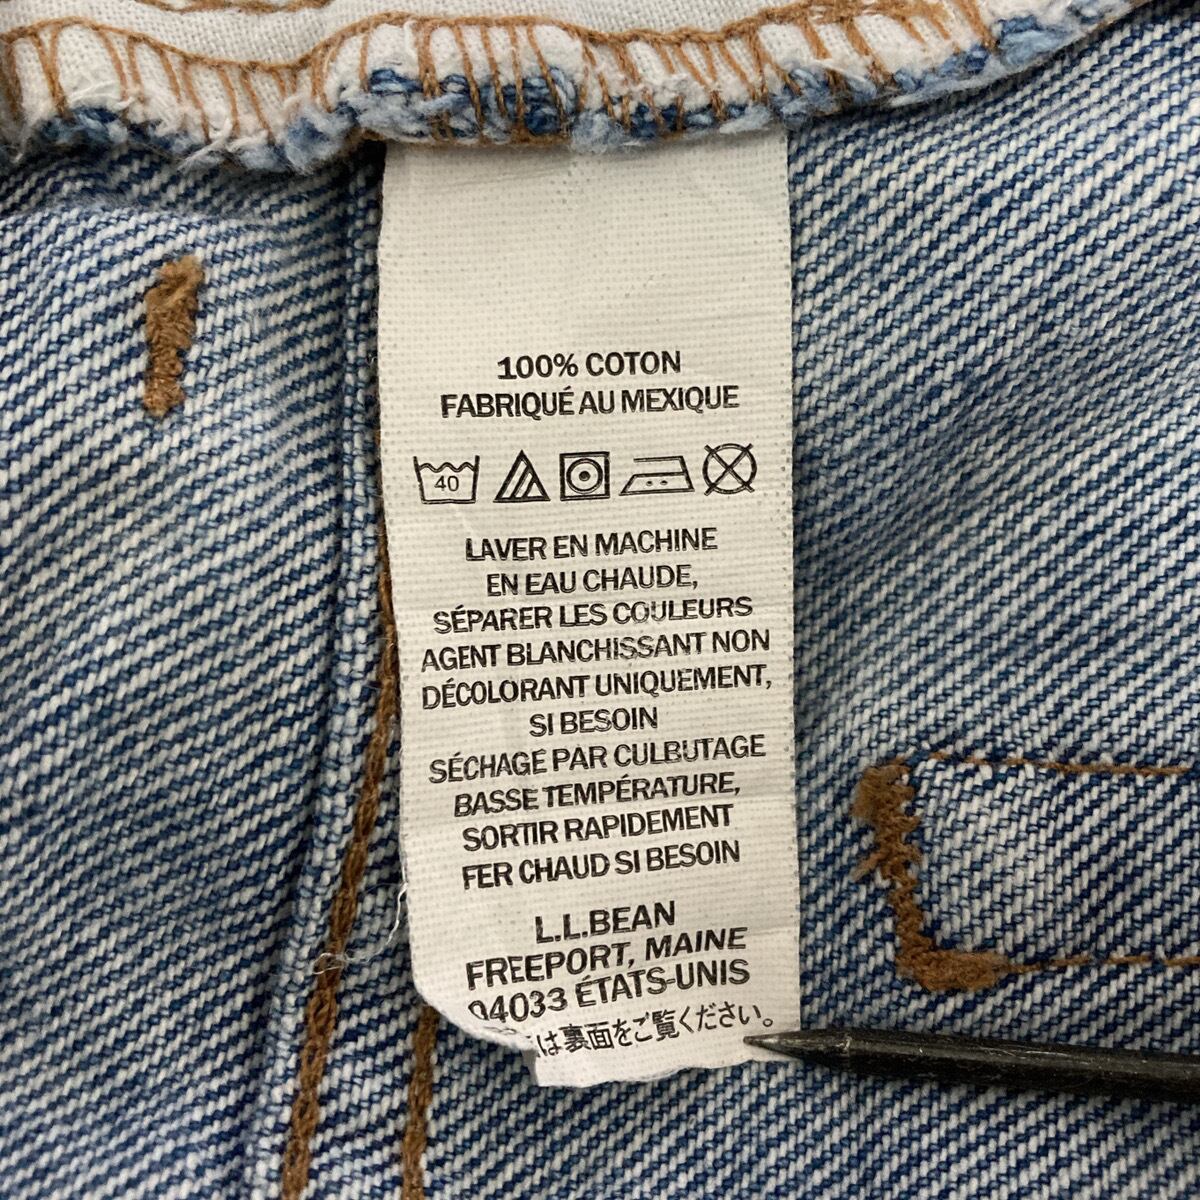 100% COTON
FABRIQUÉ AU MEXIQUE
40
LAVER EN MACHINE
EN EAU CHAUDE,
SÉPARER LES COULEURS
AGENT BLANCHISSANT NON
DÉCOLORANT UNIQUEMENT,
SI BESOIN
SÉCHAGE PAR CULBUTAGE
BASSE TEMPÉRATURE,
SORTIR RAPIDEMENT
FER CHAUD SI BESOIN
L.L.BEAN
FREEPORT, MAINE
04033 ÉTATS-UNIS
は裏面をご覧ください。